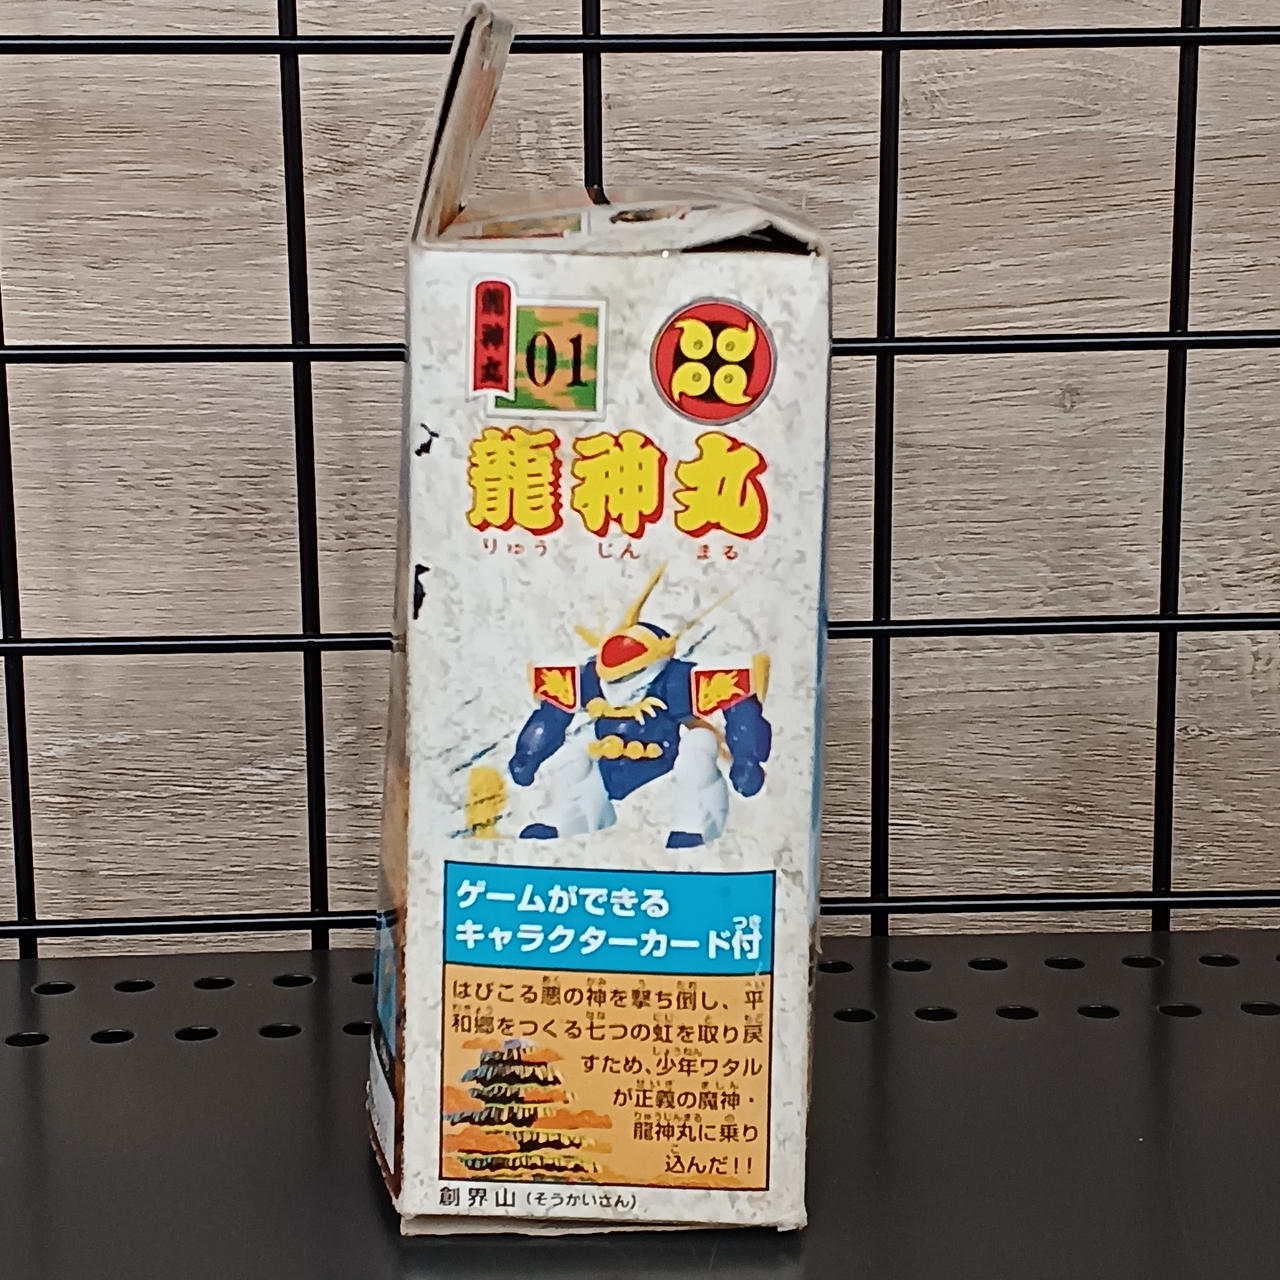 龍神丸
01
龍神丸
りゅう じん まる
ゲームができる
キャラクターカード付
つき
はびこる悪の神を撃ち倒し、平
和郷をつくる七つの虹を取り戻
すため、少年ワタル
が正義の魔神・
龍神丸に乗り
込んだ!!
創界山(そうかいさん)